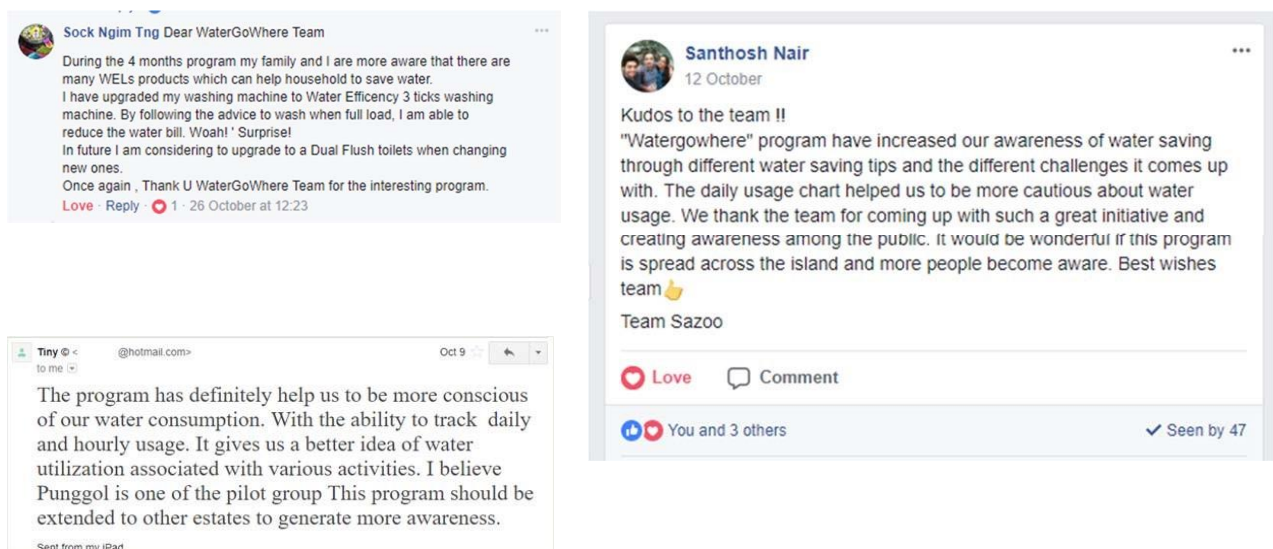 Sock Ngim Tng Dear WaterGoWhere Team
During the 4 months program my family and I are more aware that there are
many WELs products which can help household to save water.
I have upgraded my washing machine to Water Efficency 3 ticks washing
machine. By following the advice to wash when full load, I am able to
reduce the water bill. Woah! ' Surprise!
In future I am considering to upgrade to a Dual Flush toilets when changing
new ones.
Once again , Thank U WaterGoWhere Team for the interesting program.
Love · Reply · 1 · 26 October at 12:23
Tiny © < @hotmail.com> Oct 9
to me
The program has definitely help us to be more conscious
of our water consumption. With the ability to track daily
and hourly usage. It gives us a better idea of water
utilization associated with various activities. I believe
Punggol is one of the pilot group This program should be
extended to other estates to generate more awareness.
Sent from my iPad
Santhosh Nair
12 October
Kudos to the team !!
"Watergowhere" program have increased our awareness of water saving
through different water saving tips and the different challenges it comes up
with. The daily usage chart helped us to be more cautious about water
usage. We thank the team for coming up with such a great initiative and
creating awareness among the public. It would be wonderful if this program
is spread across the island and more people become aware. Best wishes
team👍
Team Sazoo
Love Comment
You and 3 others Seen by 47